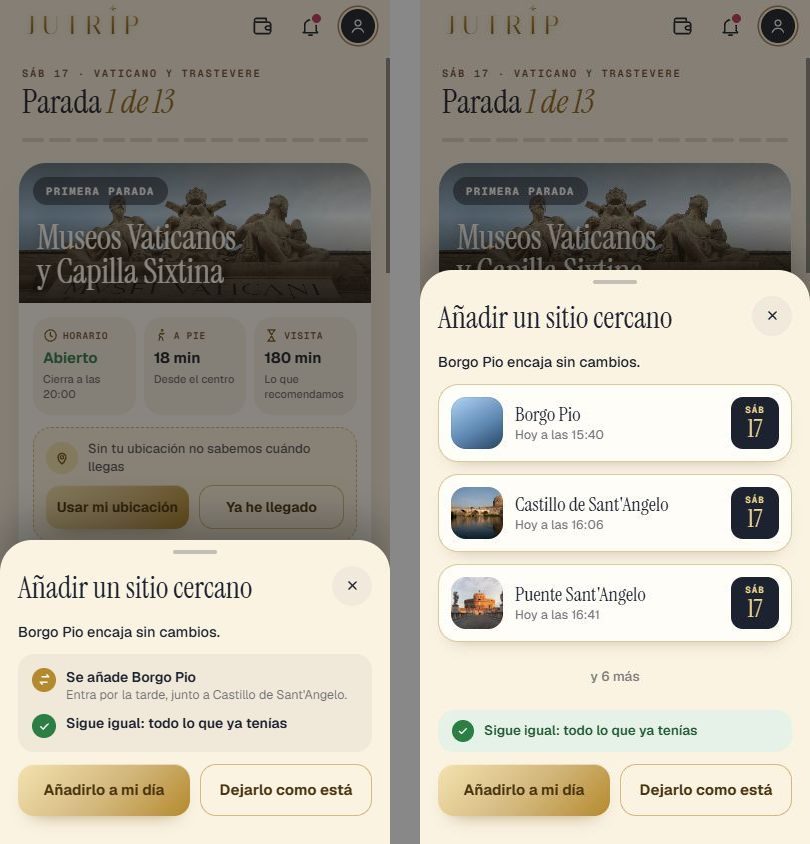 JUTRIP
SÁB 17 · VATICANO Y TRASTEVERE
Parada 1 de 13
PRIMERA PARADA
Museos Vaticanos
y Capilla Sixtina
HORARIO
Abierto
Cierra a las
20:00
A PIE
18 min
Desde el centro
VISITA
180 min
Lo que
recomendamos
Sin tu ubicación no sabemos cuándo
llegas
Usar mi ubicación
Ya he llegado
Añadir un sitio cercano
Borgo Pio encaja sin cambios.
Se añade Borgo Pio
Entra por la tarde, junto a Castillo de Sant'Angelo.
Sigue igual: todo lo que ya tenías
Añadirlo a mi día
Dejarlo como está
JUTRIP
SÁB 17 · VATICANO Y TRASTEVERE
Parada 1 de 13
PRIMERA PARADA
Museos Vaticanos
y Capilla Sixtina
Añadir un sitio cercano
Borgo Pio encaja sin cambios.
Borgo Pio
Hoy a las 15:40
SÁB
17
Castillo de Sant'Angelo
Hoy a las 16:06
SÁB
17
Puente Sant'Angelo
Hoy a las 16:41
SÁB
17
y 6 más
Sigue igual: todo lo que ya tenías
Añadirlo a mi día
Dejarlo como está